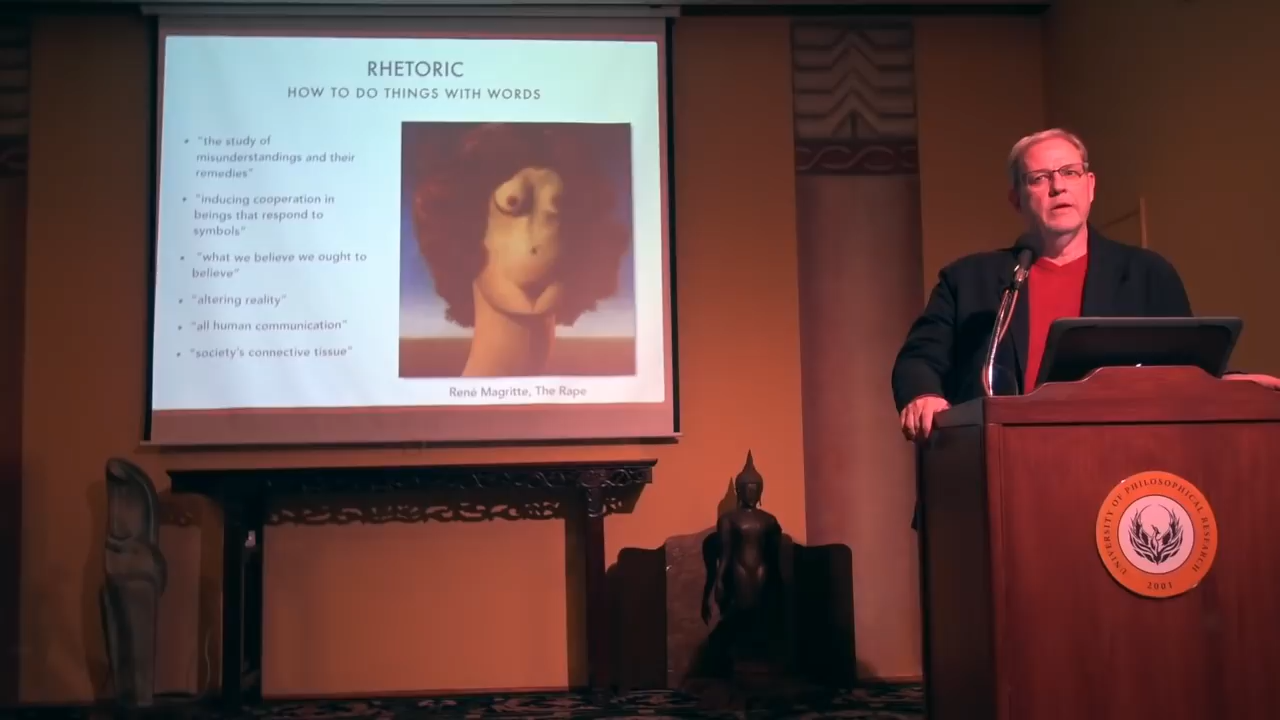 RHETORIC
HOW TO DO THINGS WITH WORDS
• "the study of
misunderstandings and their
remedies"
• "inducing cooperation in
beings that respond to
symbols"
• "what we believe we ought to
believe"
• "altering reality"
• "all human communication"
• "society's connective tissue"
René Magritte, The Rape
UNIVERSITY OF PHILOSOPHICAL RESEARCH
2001